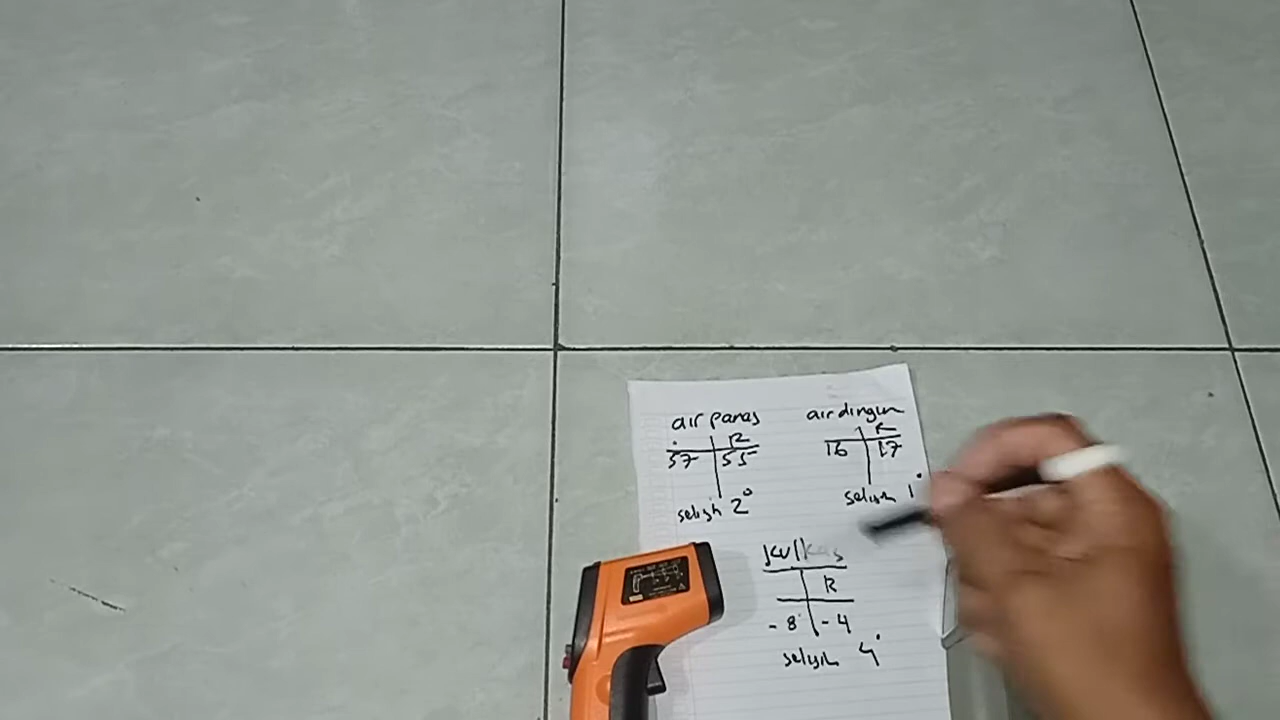 air panas
R
57 55
selisih 2°
air dingin
R
16 17
selisih 1°
kulkas
R
-8 -4
selisih 4°